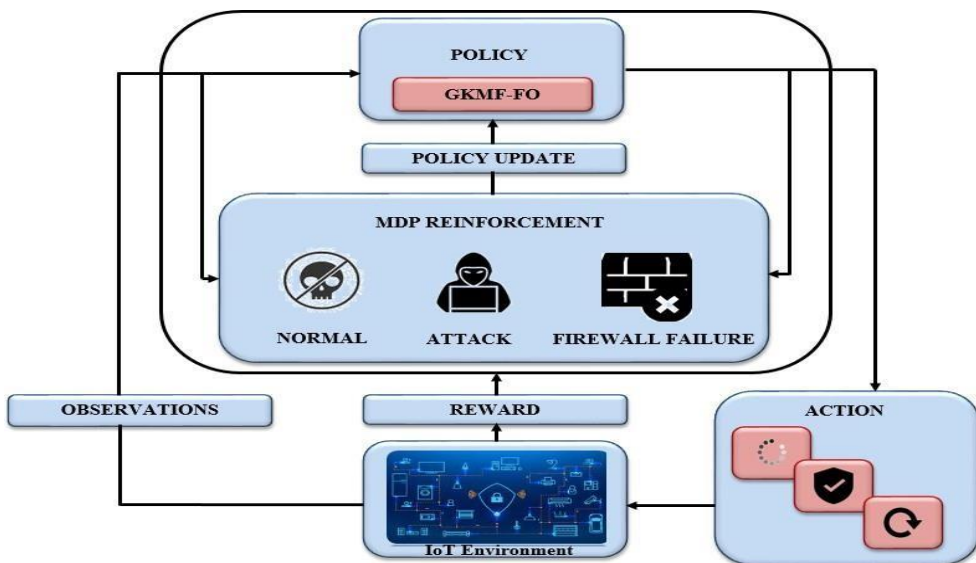 POLICY
GKMF-FO
POLICY UPDATE
MDP REINFORCEMENT
NORMAL
ATTACK
FIREWALL FAILURE
OBSERVATIONS
REWARD
ACTION
IoT Environment